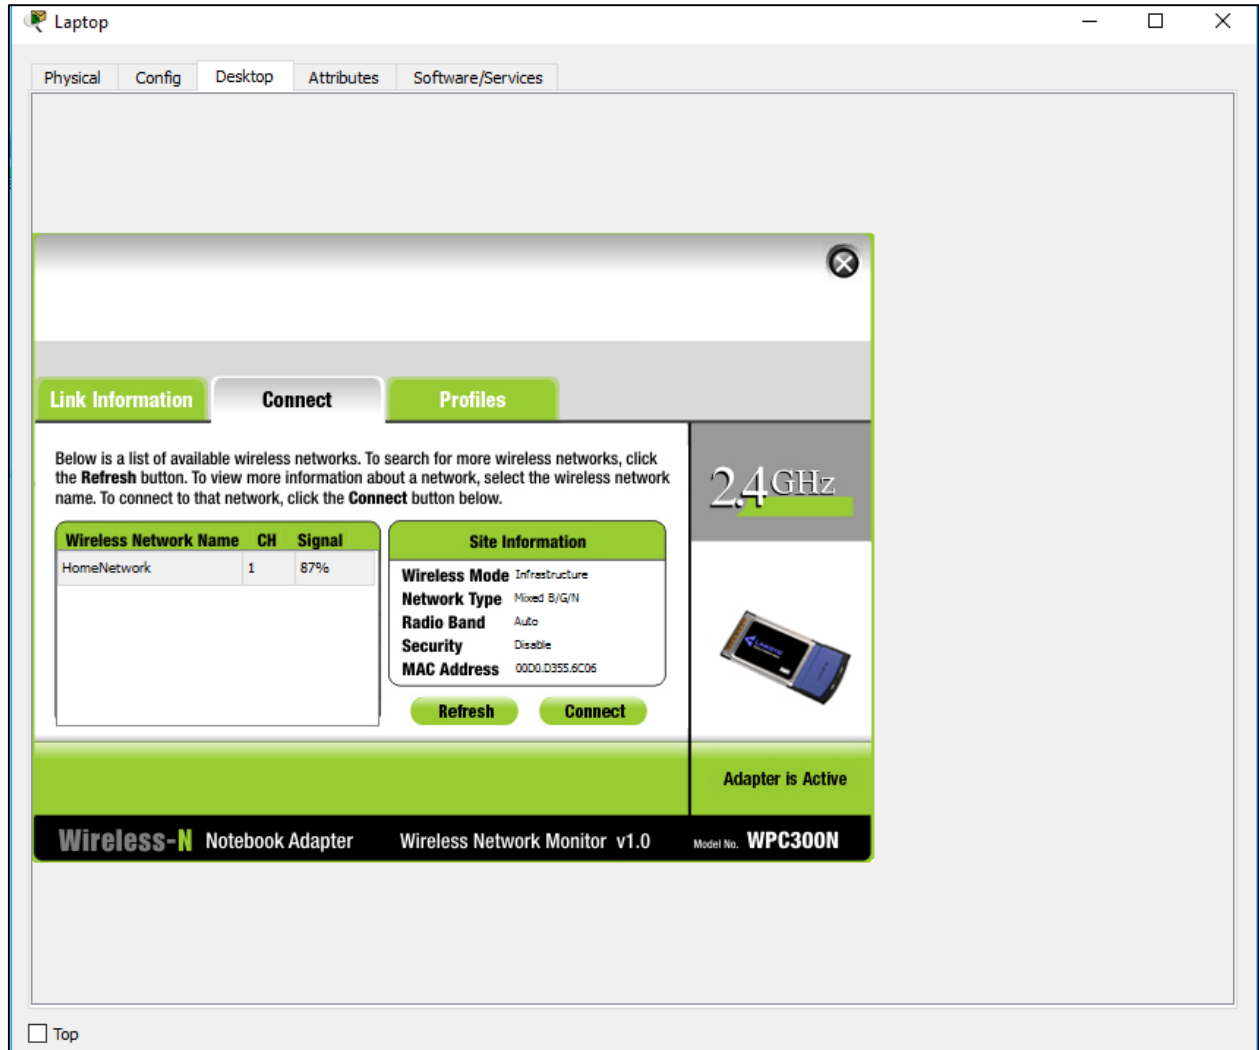 Laptop
Physical Config Desktop Attributes Software/Services
Link Information Connect Profiles
Below is a list of available wireless networks. To search for more wireless networks, click
the Refresh button. To view more information about a network, select the wireless network
name. To connect to that network, click the Connect button below.
2.4GHz
Wireless Network Name CH Signal
HomeNetwork 1 87%
Site Information
Wireless Mode Infrastructure
Network Type Mixed B/G/N
Radio Band Auto
Security Disable
MAC Address 00D0.D355.6C06
Refresh Connect
LINKSYS
Adapter is Active
Wireless-N Notebook Adapter Wireless Network Monitor v1.0 Model No. WPC300N
Top